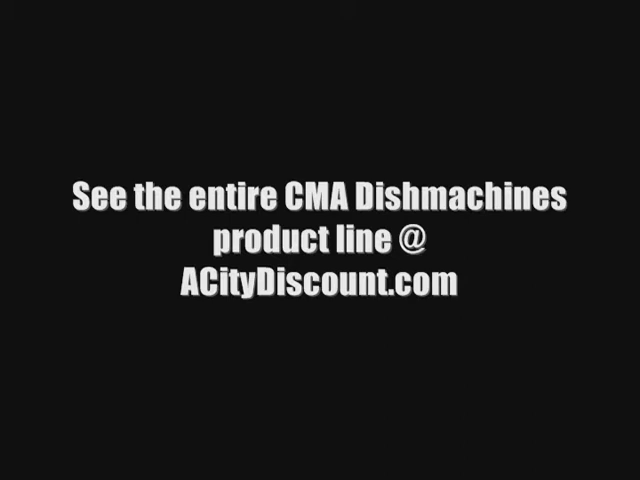 See the entire CMA Dishmachines
product line @
ACityDiscount.com